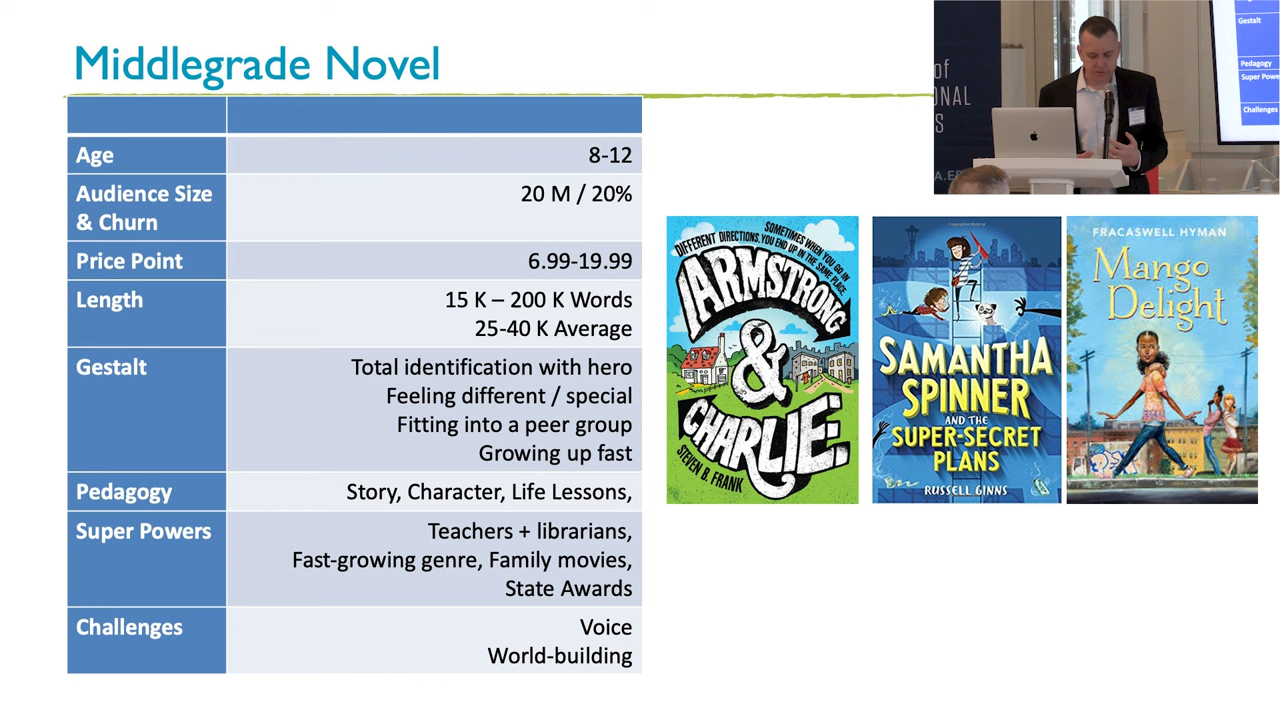 Middlegrade Novel
Age
8-12
Audience Size
& Churn
20 M / 20%
Price Point
6.99-19.99
Length
15 K – 200 K Words
25-40 K Average
Gestalt
Total identification with hero
Feeling different / special
Fitting into a peer group
Growing up fast
Pedagogy
Story, Character, Life Lessons,
Super Powers
Teachers + librarians,
Fast-growing genre, Family movies,
State Awards
Challenges
Voice
World-building
of
ONAL
S
A.ED
Gestalt
Pedagogy
Super Powe
Challenges
SOMETIMES WHEN YOU GO IN
DIFFERENT DIRECTIONS, YOU END UP IN THE SAME PLACE
ARMSTRONG
&
CHARLIE
STEVEN B. FRANK
SAMANTHA
SPINNER
AND THE
SUPER-SECRET
PLANS
RUSSELL GINNS
FRACASWELL HYMAN
Mango
Delight